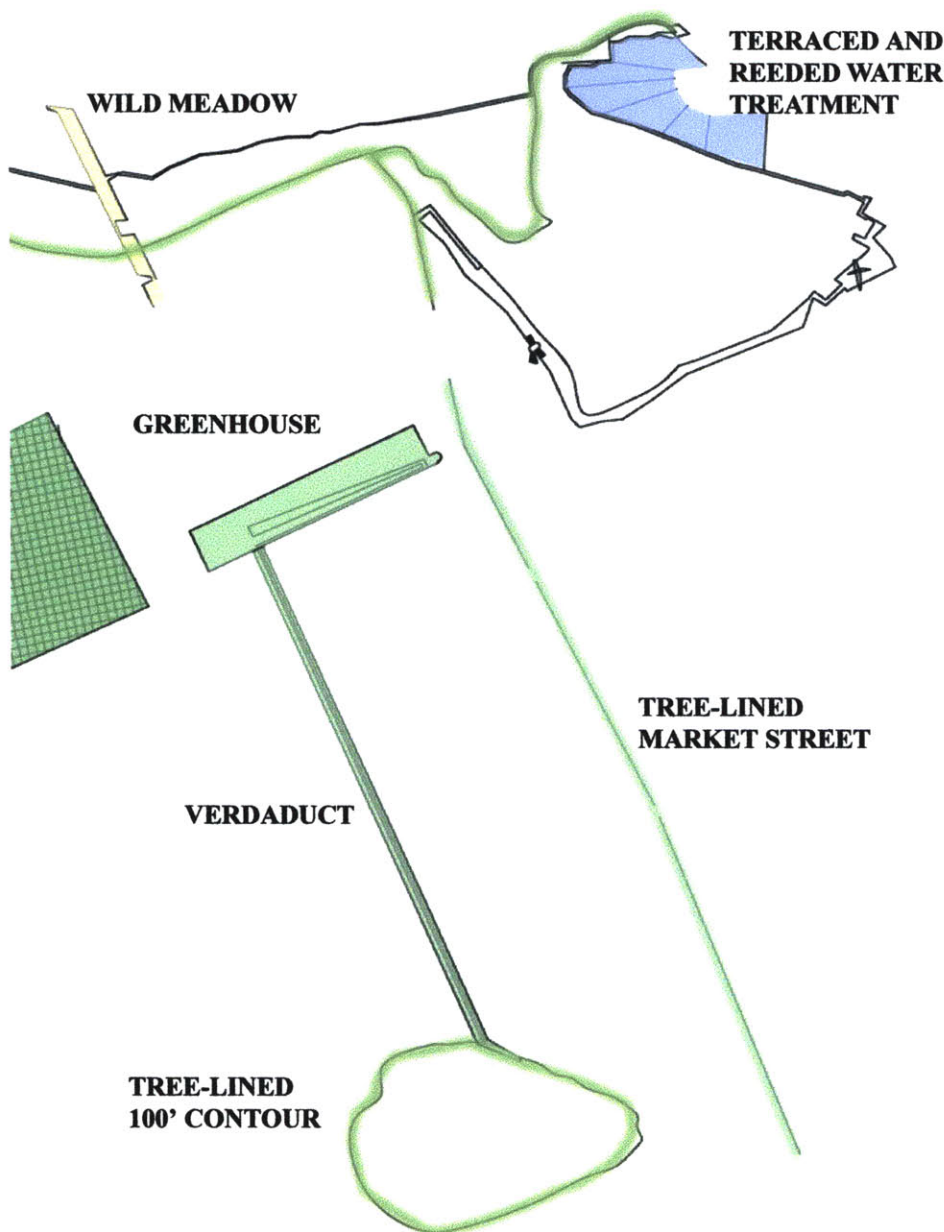 TERRACED AND
REEDED WATER
TREATMENT
WILD MEADOW
GREENHOUSE
TREE-LINED
MARKET STREET
VERDADUCT
TREE-LINED
100' CONTOUR